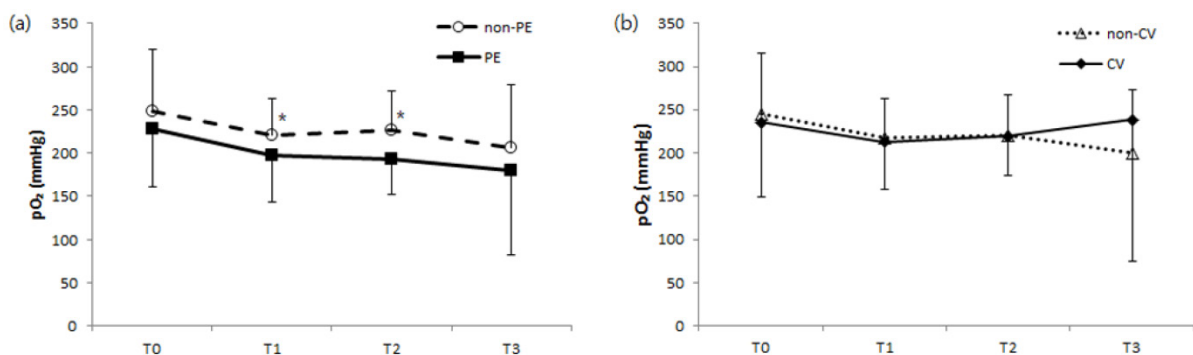 (a)
non-PE
PE
350
300
250
200
150
100
50
0
pO₂ (mmHg)
*
*
T0
T1
T2
T3
(b)
non-CV
CV
350
300
250
200
150
100
50
0
pO₂ (mmHg)
T0
T1
T2
T3